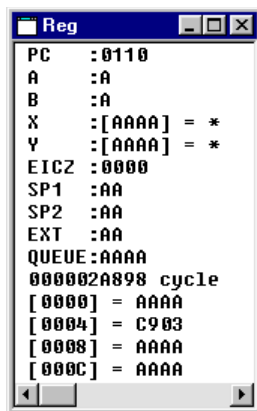 Reg
PC :0110
A :A
B :A
X :[AAAA] = *
Y :[AAAA] = *
EICZ :0000
SP1 :AA
SP2 :AA
EXT :AA
QUEUE:AAAA
000002A898 cycle
[0000] = AAAA
[0004] = C903
[0008] = AAAA
[000C] = AAAA